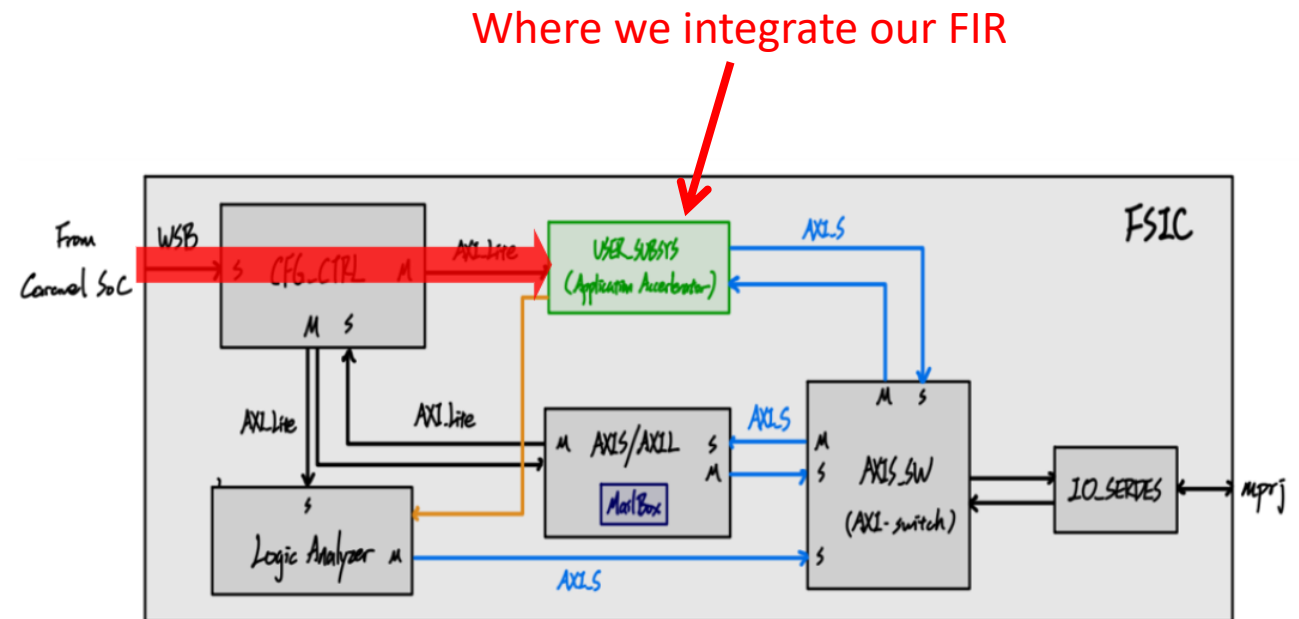 Where we integrate our FIR
FSIC
From
Caravel SoC
WSB
S
CFG_CTRL
M
AXI_Lite
USER_SUBSYS
(Application Accelerator)
AXI_S
M S
AXI_Lite
AXI_Lite
M
AXIS/AXIL
S
M
MailBox
AXI_S
M S
M
S
AXIS_SW
(AXI-switch)
S
IO_SERDES
mprj
S
Logic Analyzer
M
AXI_S